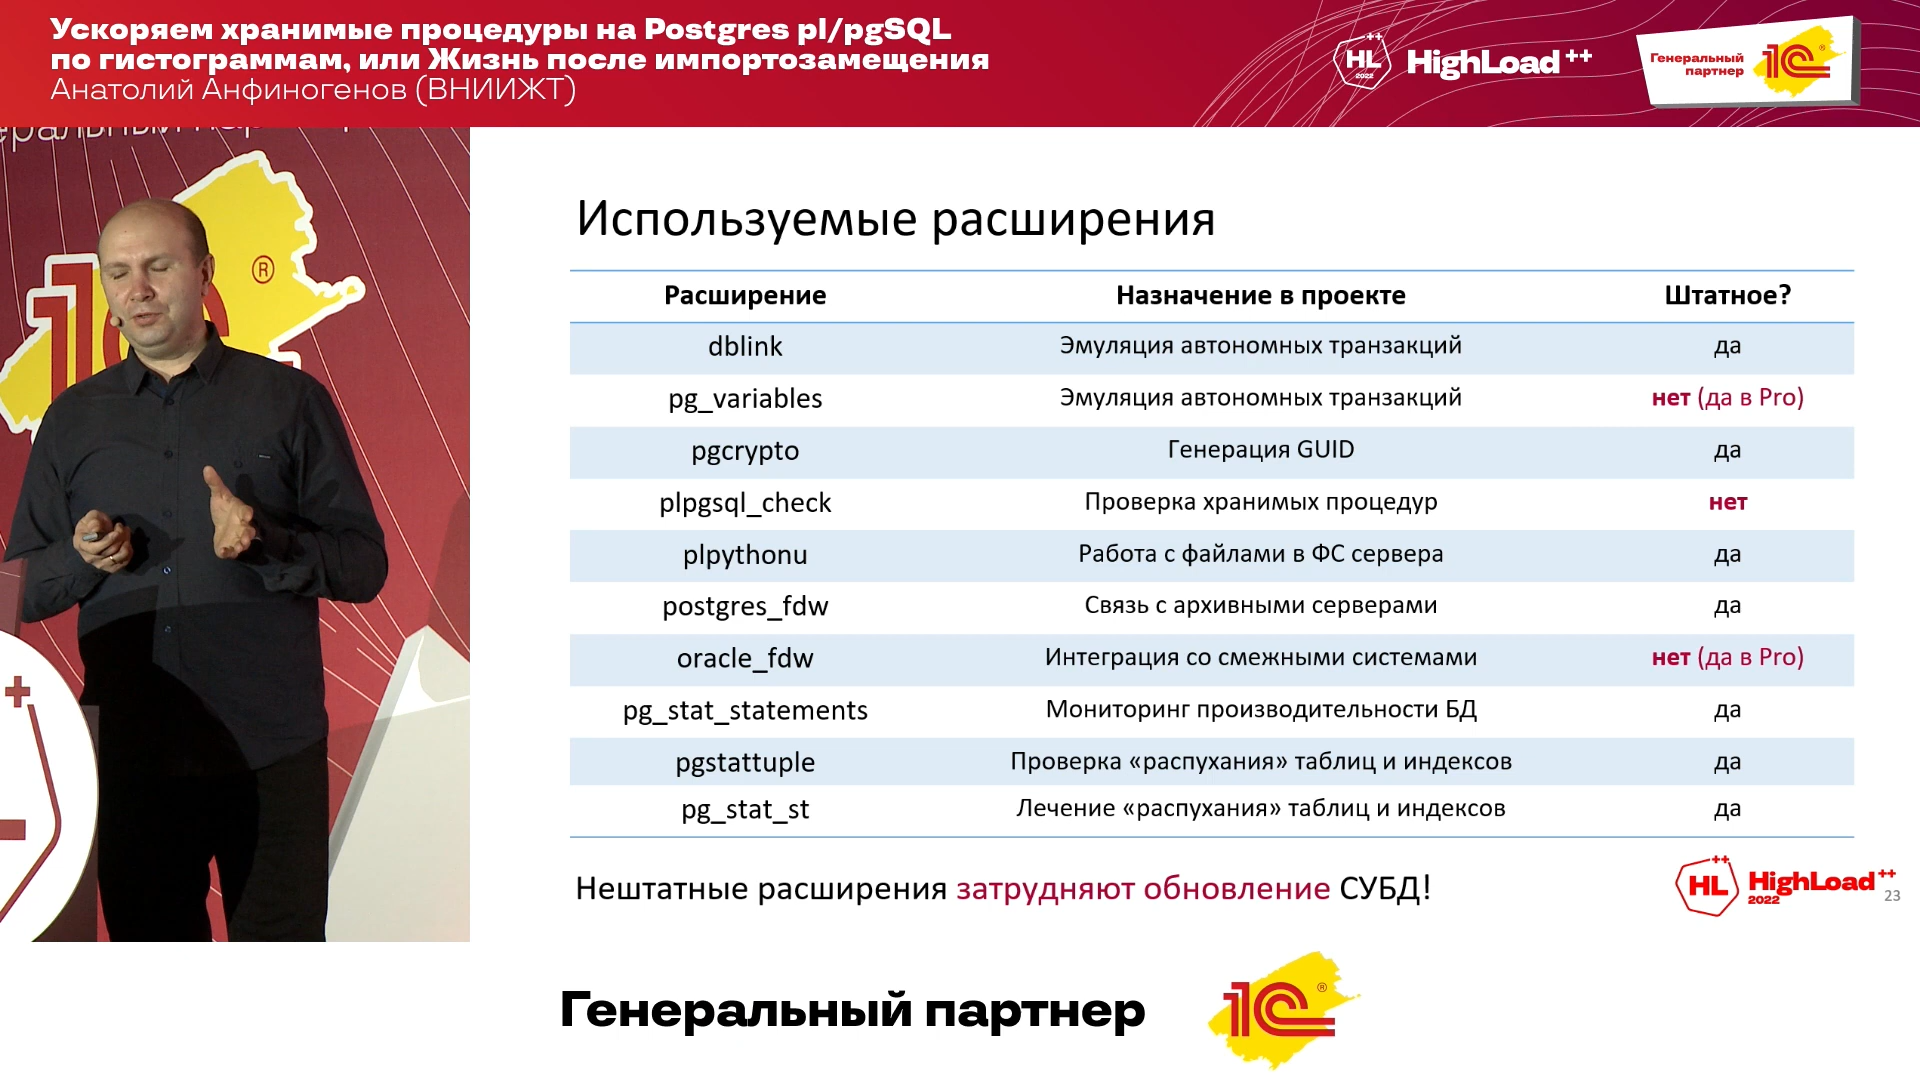 Ускоряем хранимые процедуры на Postgres pl/pgSQL
по гистограммам, или Жизнь после импортозамещения
Анатолий Анфиногенов (ВНИИЖТ)
HL++
2022
HighLoad++
Генеральный
партнер
1С®
®
Используемые расширения
Расширение Назначение в проекте Штатное?
dblink Эмуляция автономных транзакций да
pg_variables Эмуляция автономных транзакций нет (да в Pro)
pgcrypto Генерация GUID да
plpgsql_check Проверка хранимых процедур нет
plpythonu Работа с файлами в ФС сервера да
postgres_fdw Связь с архивными серверами да
oracle_fdw Интеграция со смежными системами нет (да в Pro)
pg_stat_statements Мониторинг производительности БД да
pgstattuple Проверка «распухания» таблиц и индексов да
pg_stat_st Лечение «распухания» таблиц и индексов да
Нештатные расширения затрудняют обновление СУБД!
HL++
HighLoad++
2022
23
Генеральный партнер
1С®